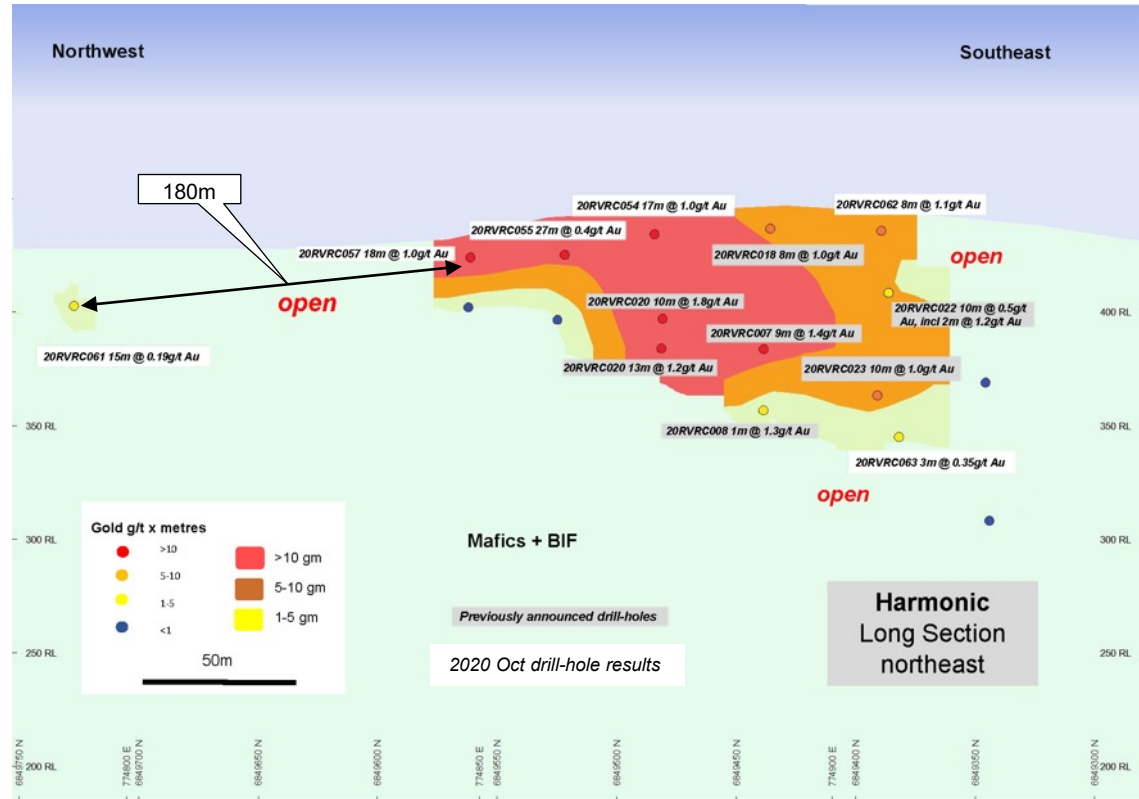 Northwest
Southeast
180m
20RVRC054 17m @ 1.0g/t Au
20RVRC062 8m @ 1.1g/t Au
20RVRC055 27m @ 0.4g/t Au
20RVRC057 18m @ 1.0g/t Au
20RVRC018 8m @ 1.0g/t Au
open
open
20RVRC020 10m @ 1.8g/t Au
20RVRC022 10m @ 0.5g/t
Au, incl 2m @ 1.2g/t Au
400 RL
400 RL
20RVRC007 9m @ 1.4g/t Au
20RVRC061 15m @ 0.19g/t Au
20RVRC020 13m @ 1.2g/t Au
20RVRC023 10m @ 1.0g/t Au
350 RL
350 RL
20RVRC008 1m @ 1.3g/t Au
20RVRC063 3m @ 0.35g/t Au
open
Gold g/t x metres
>10
5-10
1-5
<1
>10 gm
5-10 gm
1-5 gm
50m
300 RL
300 RL
Mafics + BIF
Previously announced drill-holes
2020 Oct drill-hole results
Harmonic
Long Section
northeast
250 RL
250 RL
200 RL
200 RL
6849750 N
774800 E
6849700 N
6849650 N
6849600 N
774850 E
6849550 N
6849500 N
6849450 N
774900 E
6849400 N
6849350 N
6849300 N